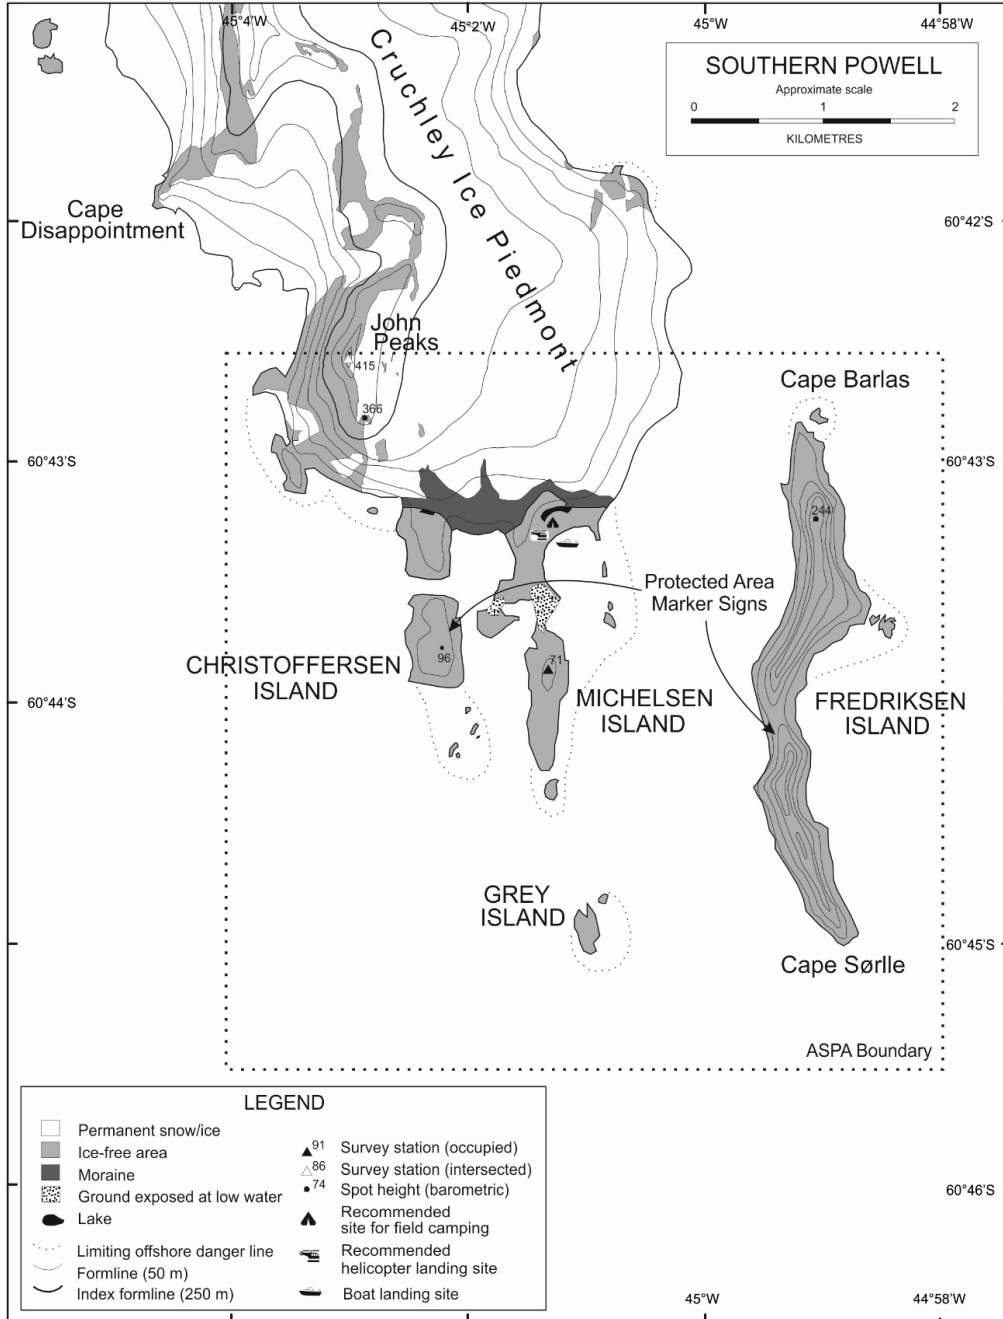 45°4'W
45°2'W
45°W
44°58'W
SOUTHERN POWELL
Approximate scale
0 1 2
KILOMETRES
Cruchley Ice Piedmont
Cape
Disappointment
60°42'S
John
Peaks
415
366
Cape Barlas
60°43'S
60°43'S
244
Protected Area
Marker Signs
96
71
CHRISTOFFERSEN
ISLAND
MICHELSEN
ISLAND
FREDRIKSEN
ISLAND
60°44'S
GREY
ISLAND
60°45'S
Cape Sørlle
ASPA Boundary
LEGEND
Permanent snow/ice
Ice-free area
Moraine
Ground exposed at low water
Lake
Limiting offshore danger line
Formline (50 m)
Index formline (250 m)
91 Survey station (occupied)
86 Survey station (intersected)
74 Spot height (barometric)
Recommended
site for field camping
Recommended
helicopter landing site
Boat landing site
60°46'S
45°W
44°58'W